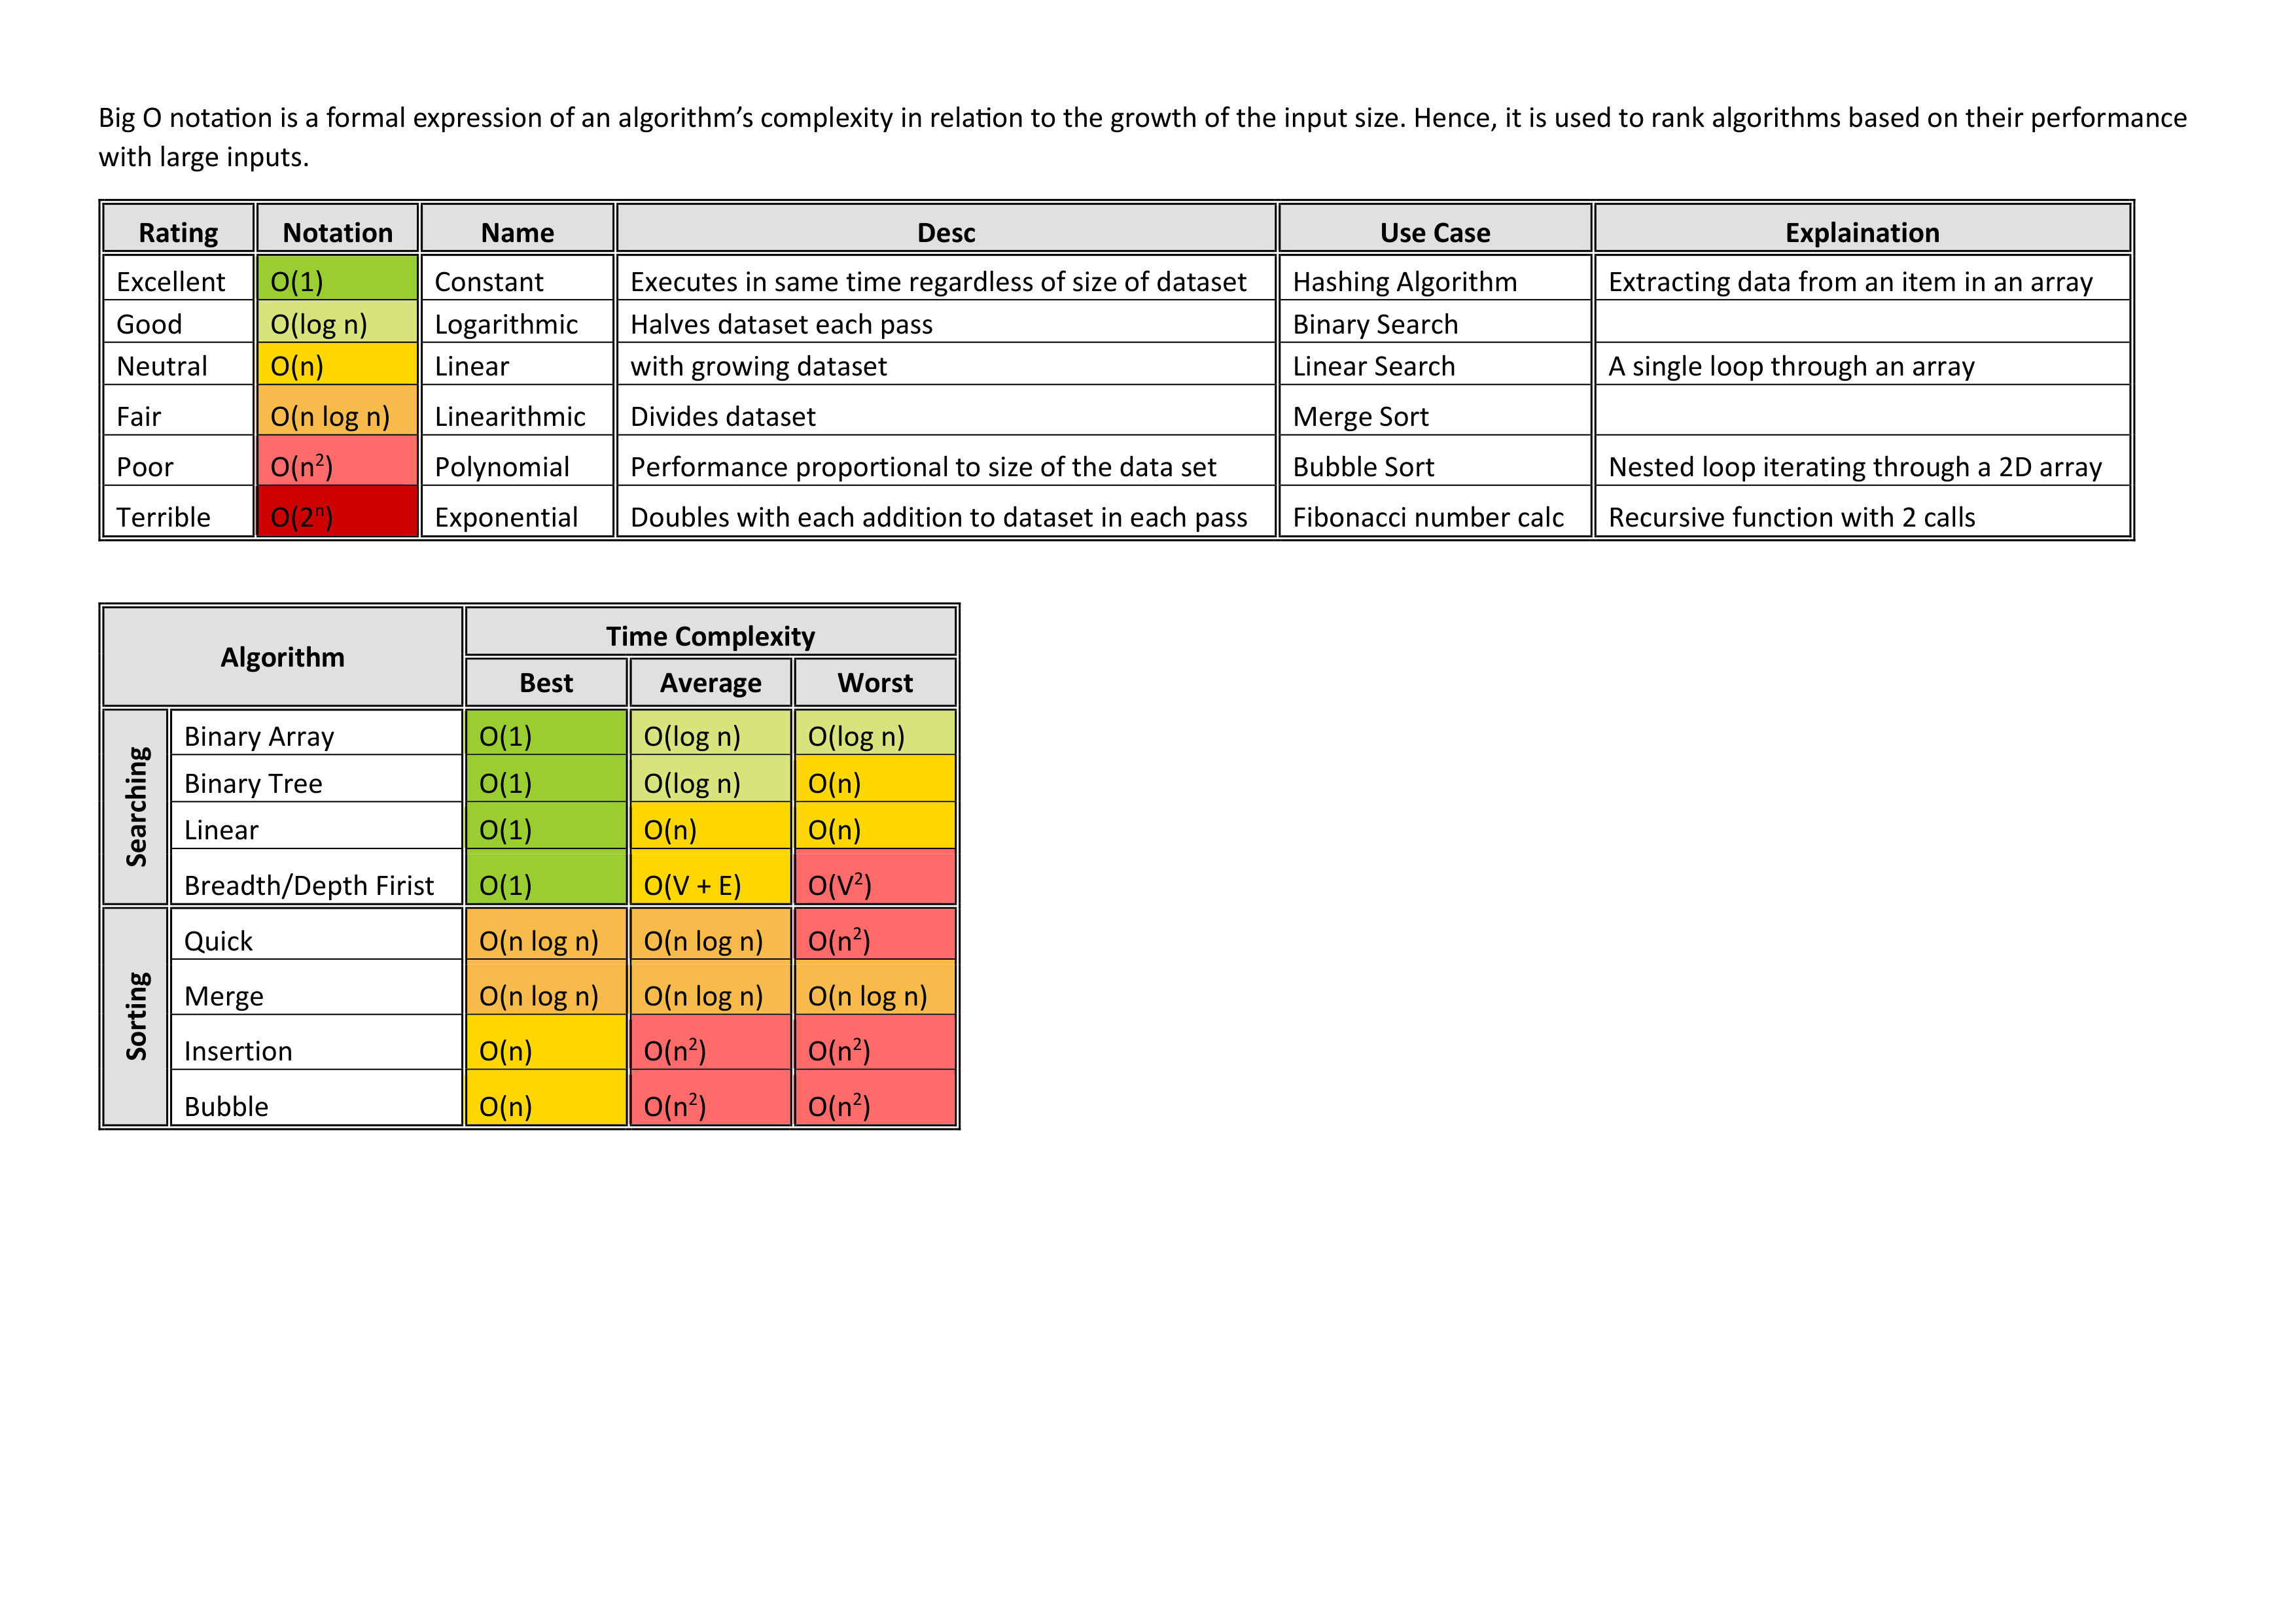 Big O notation is a formal expression of an algorithm’s complexity in relation to the growth of the input size. Hence, it is used to rank algorithms based on their performance
with large inputs.
Rating Notation Name Desc Use Case Explaination
Excellent O(1) Constant Executes in same time regardless of size of dataset Hashing Algorithm Extracting data from an item in an array
Good O(log n) Logarithmic Halves dataset each pass Binary Search
Neutral O(n) Linear with growing dataset Linear Search A single loop through an array
Fair O(n log n) Linearithmic Divides dataset Merge Sort
Poor O(n²) Polynomial Performance proportional to size of the data set Bubble Sort Nested loop iterating through a 2D array
Terrible O(2ⁿ) Exponential Doubles with each addition to dataset in each pass Fibonacci number calc Recursive function with 2 calls
Algorithm Time Complexity
Best Average Worst
Searching
Binary Array O(1) O(log n) O(log n)
Binary Tree O(1) O(log n) O(n)
Linear O(1) O(n) O(n)
Breadth/Depth Firist O(1) O(V + E) O(V²)
Sorting
Quick O(n log n) O(n log n) O(n²)
Merge O(n log n) O(n log n) O(n log n)
Insertion O(n) O(n²) O(n²)
Bubble O(n) O(n²) O(n²)